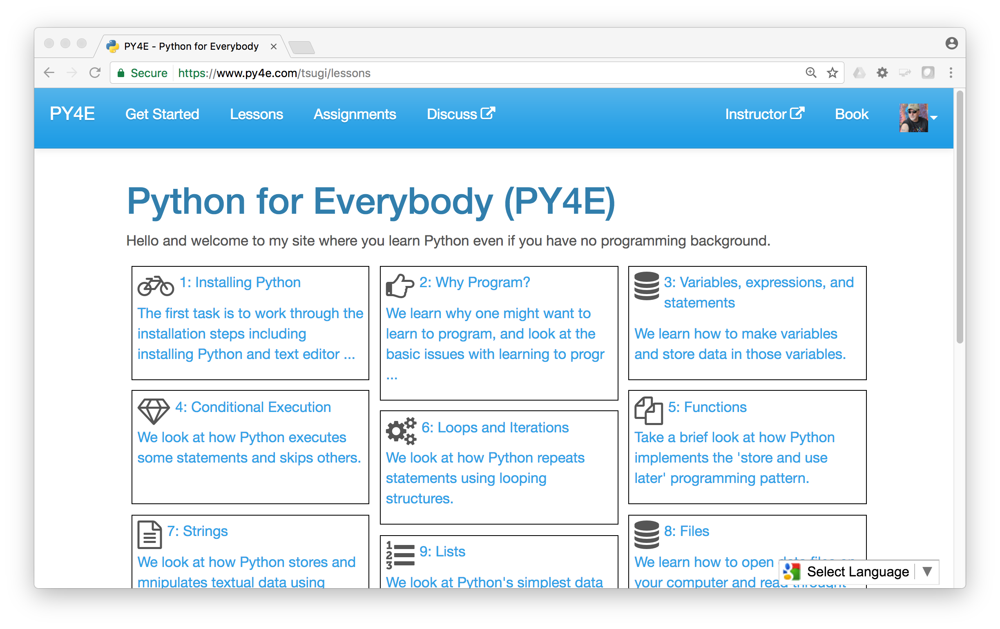 PY4E - Python for Everybody
Secure https://www.py4e.com/tsugi/lessons
PY4E Get Started Lessons Assignments Discuss Instructor Book
Python for Everybody (PY4E)
Hello and welcome to my site where you learn Python even if you have no programming background.
1: Installing Python
The first task is to work through the
installation steps including
installing Python and text editor ...
2: Why Program?
We learn why one might want to
learn to program, and look at the
basic issues with learning to progr
...
3: Variables, expressions, and
statements
We learn how to make variables
and store data in those variables.
4: Conditional Execution
We look at how Python executes
some statements and skips others.
6: Loops and Iterations
We look at how Python repeats
statements using looping
structures.
5: Functions
Take a brief look at how Python
implements the 'store and use
later' programming pattern.
7: Strings
We look at how Python stores and
mnipulates textual data using
1
2
3
9: Lists
We look at Python's simplest data
8: Files
We learn how to open data files on
your computer and read throught
Select Language